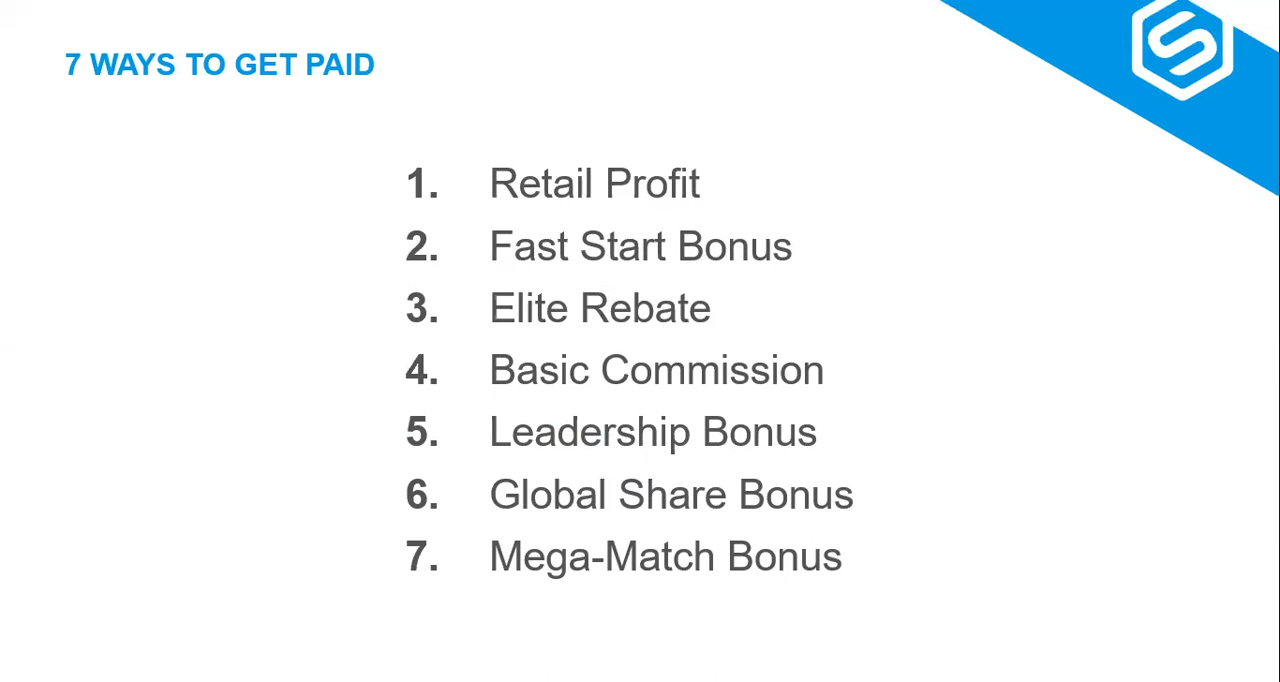 7 WAYS TO GET PAID
1. Retail Profit
2. Fast Start Bonus
3. Elite Rebate
4. Basic Commission
5. Leadership Bonus
6. Global Share Bonus
7. Mega-Match Bonus